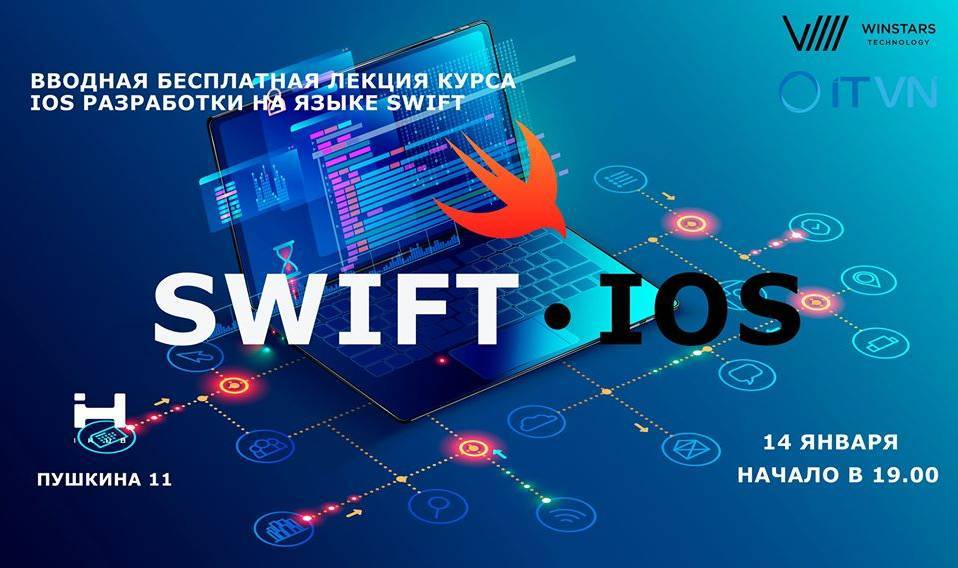 ВВОДНАЯ БЕСПЛАТНАЯ ЛЕКЦИЯ КУРСА
IOS РАЗРАБОТКИ НА ЯЗЫКЕ SWIFT
WINSTARS
TECHNOLOGY
iTVN
SWIFT • IOS
ПУШКИНА 11
14 ЯНВАРЯ
НАЧАЛО В 19.00